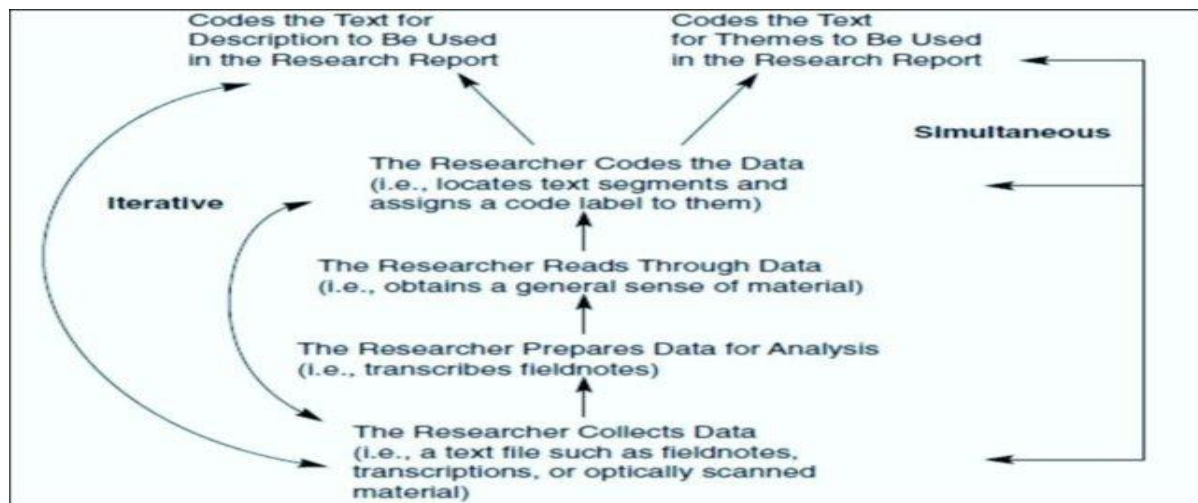 Codes the Text for
Description to Be Used
in the Research Report
Codes the Text
for Themes to Be Used
in the Research Report
Simultaneous
The Researcher Codes the Data
(i.e., locates text segments and
assigns a code label to them)
Iterative
The Researcher Reads Through Data
(i.e., obtains a general sense of material)
The Researcher Prepares Data for Analysis
(i.e., transcribes fieldnotes)
The Researcher Collects Data
(i.e., a text file such as fieldnotes,
transcriptions, or optically scanned
material)